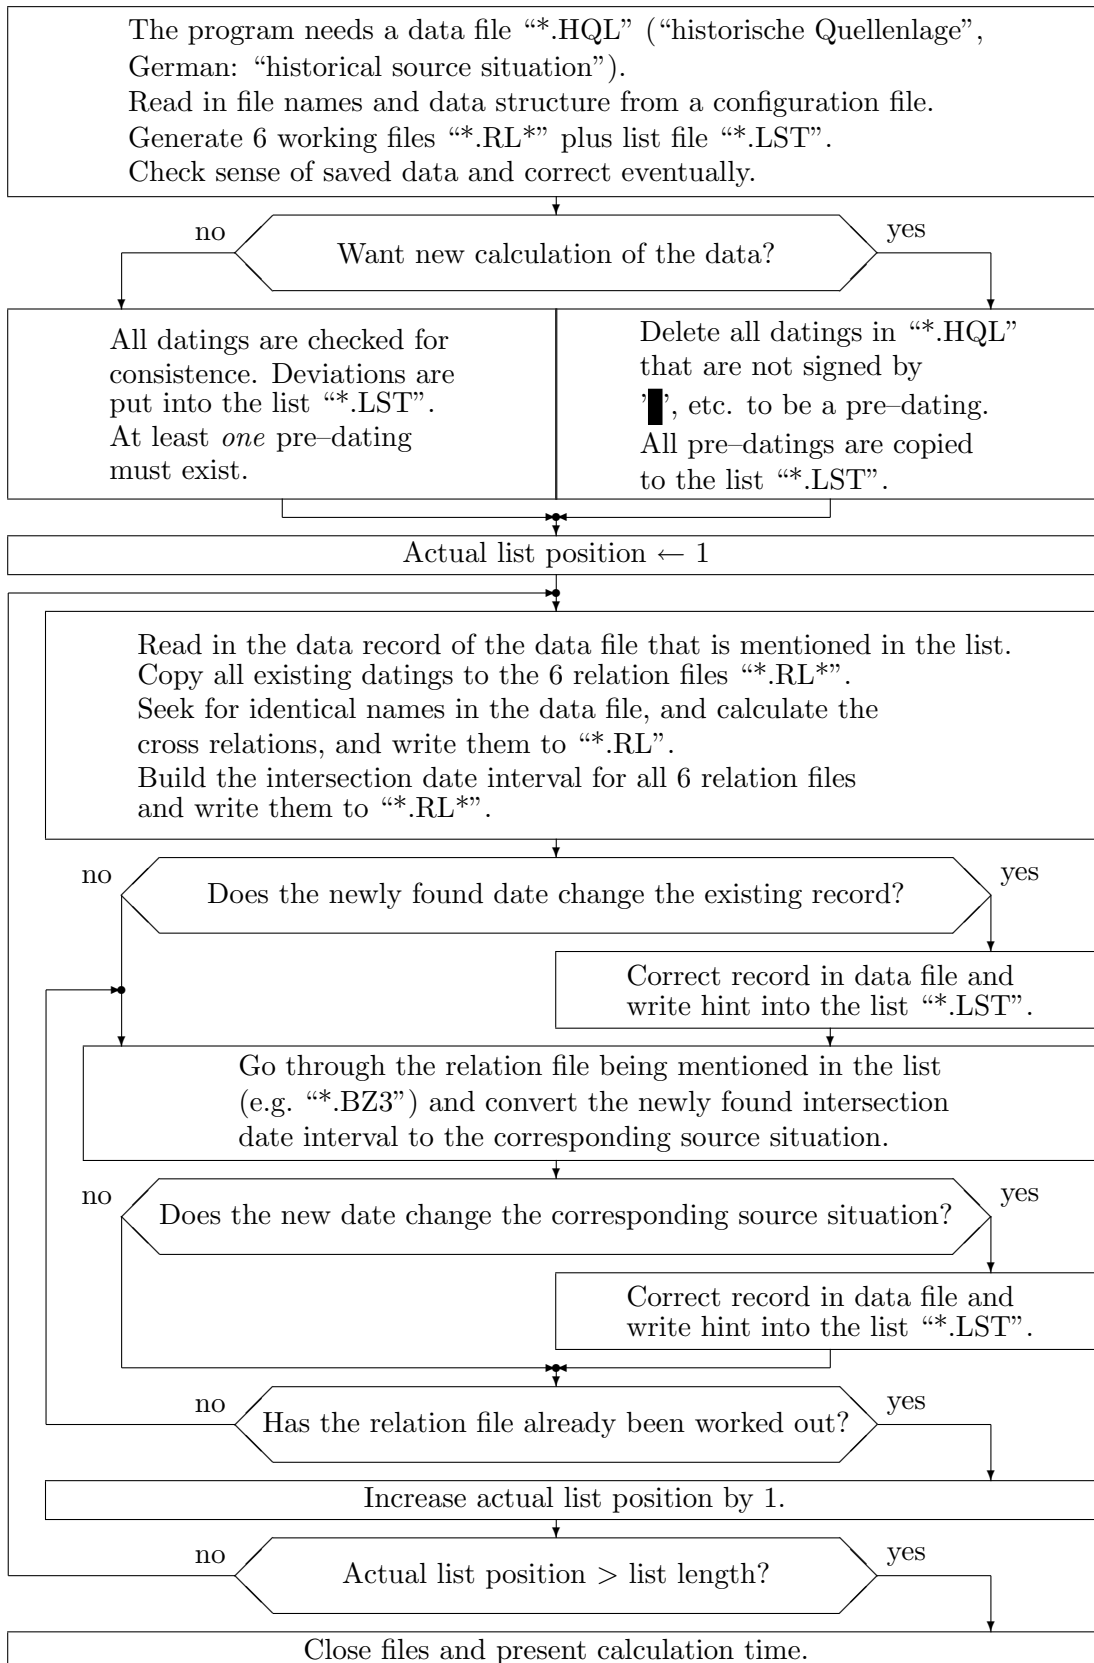 The program needs a data file “*.HQL” (“historische Quellenlage”,
German: “historical source situation”).
Read in file names and data structure from a configuration file.
Generate 6 working files “*.RL*” plus list file “*.LST”.
Check sense of saved data and correct eventually.
no
Want new calculation of the data?
yes
All datings are checked for
consistence. Deviations are
put into the list “*.LST”.
At least one pre–dating
must exist.
Delete all datings in “*.HQL”
that are not signed by
’█’, etc. to be a pre–dating.
All pre–datings are copied
to the list “*.LST”.
Actual list position ← 1
Read in the data record of the data file that is mentioned in the list.
Copy all existing datings to the 6 relation files “*.RL*”.
Seek for identical names in the data file, and calculate the
cross relations, and write them to “*.RL”.
Build the intersection date interval for all 6 relation files
and write them to “*.RL*”.
no
Does the newly found date change the existing record?
yes
Correct record in data file and
write hint into the list “*.LST”.
Go through the relation file being mentioned in the list
(e.g. “*.BZ3”) and convert the newly found intersection
date interval to the corresponding source situation.
no
Does the new date change the corresponding source situation?
yes
Correct record in data file and
write hint into the list “*.LST”.
no
Has the relation file already been worked out?
yes
Increase actual list position by 1.
no
Actual list position > list length?
yes
Close files and present calculation time.